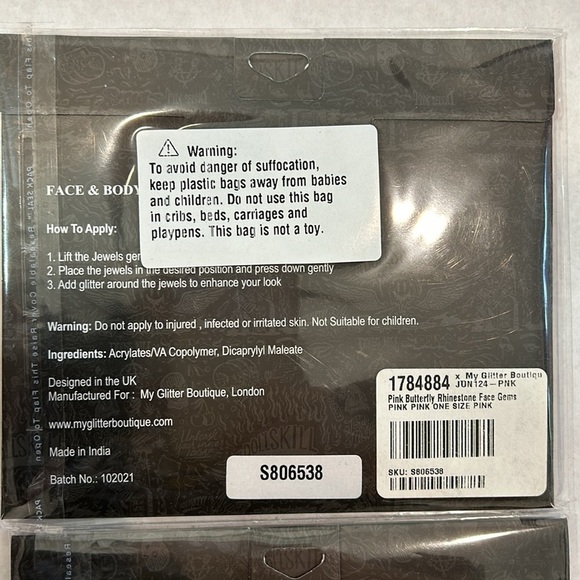 Warning:
To avoid danger of suffocation,
keep plastic bags away from babies
and children. Do not use this bag
in cribs, beds, carriages and
playpens. This bag is not a toy.
FACE & BODY
How To Apply:
1. Lift the Jewels ger
2. Place the jewels in the desired position and press down gently
3. Add glitter around the jewels to enhance your look
Warning: Do not apply to injured , infected or irritated skin. Not Suitable for children.
Ingredients: Acrylates/VA Copolymer, Dicaprylyl Maleate
Designed in the UK
Manufactured For : My Glitter Boutique, London
www.myglitterboutique.com
Made in India
Batch No.: 102021
S806538
1784884 x My Glitter Boutiqu
JUN124-PNK
Pink Butterfly Rhinestone Face Gems
PINK PINK ONE SIZE PINK
SKU: S806538